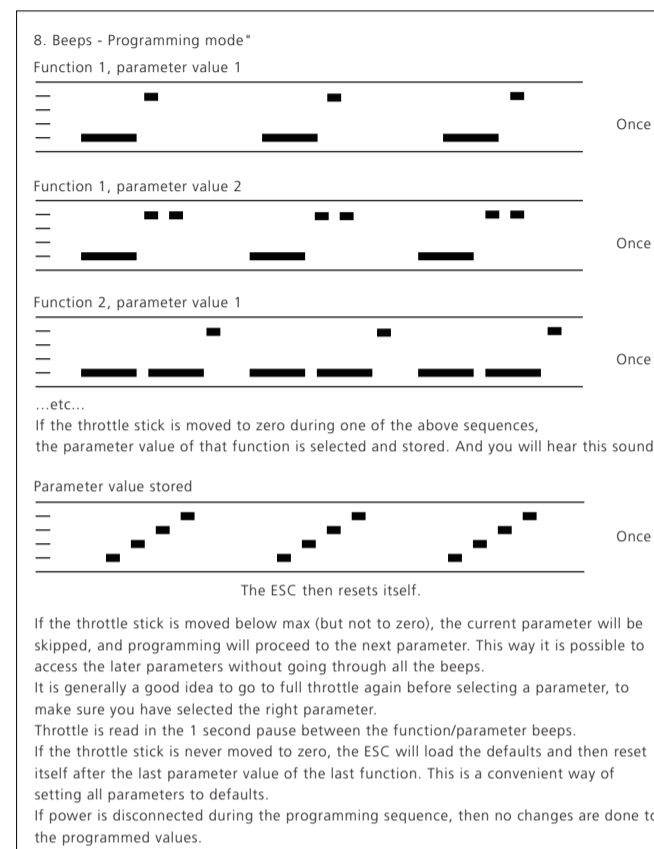 8. Beeps - Programming mode"
Function 1, parameter value 1
Once
Function 1, parameter value 2
Once
Function 2, parameter value 1
Once
...etc...
If the throttle stick is moved to zero during one of the above sequences,
the parameter value of that function is selected and stored. And you will hear this sound
Parameter value stored
Once
The ESC then resets itself.
If the throttle stick is moved below max (but not to zero), the current parameter will be
skipped, and programming will proceed to the next parameter. This way it is possible to
access the later parameters without going through all the beeps.
It is generally a good idea to go to full throttle again before selecting a parameter, to
make sure you have selected the right parameter.
Throttle is read in the 1 second pause between the function/parameter beeps.
If the throttle stick is never moved to zero, the ESC will load the defaults and then reset
itself after the last parameter value of the last function. This is a convenient way of
setting all parameters to defaults.
If power is disconnected during the programming sequence, then no changes are done to
the programmed values.